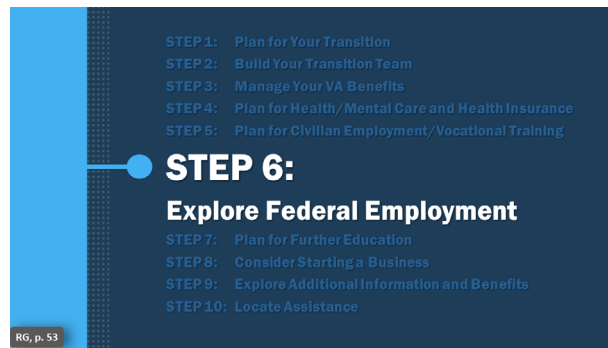 STEP 1: Plan for Your Transition
STEP 2: Build Your Transition Team
STEP 3: Manage Your VA Benefits
STEP 4: Plan for Health/Mental Care and Health Insurance
STEP 5: Plan for Civilian Employment/Vocational Training
STEP 6:
Explore Federal Employment
STEP 7: Plan for Further Education
STEP 8: Consider Starting a Business
STEP 9: Explore Additional Information and Benefits
STEP 10: Locate Assistance
RG, p. 53